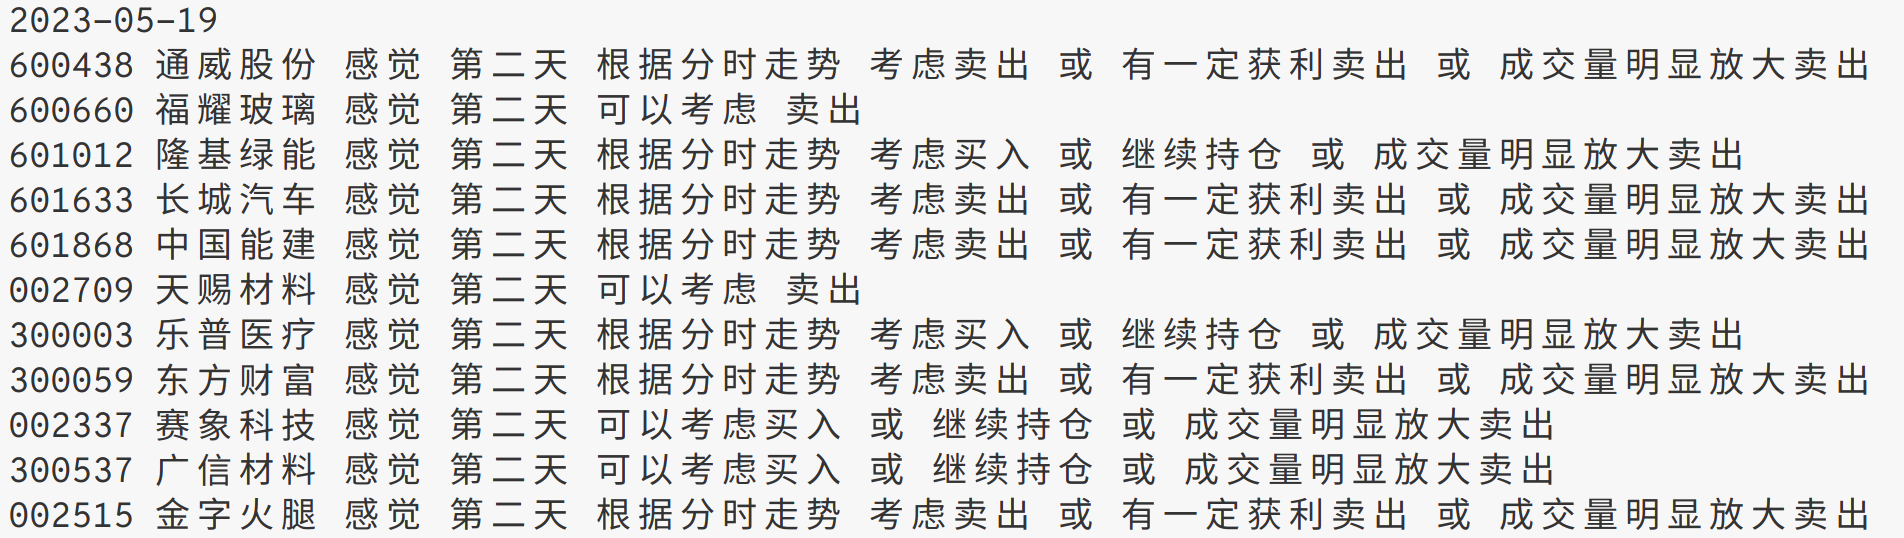 2023-05-19
600438 通威股份 感觉 第二天 根据分时走势 考虑卖出 或 有一定获利卖出 或 成交量明显放大卖出
600660 福耀玻璃 感觉 第二天 可以考虑 卖出
601012 隆基绿能 感觉 第二天 根据分时走势 考虑买入 或 继续持仓 或 成交量明显放大卖出
601633 长城汽车 感觉 第二天 根据分时走势 考虑卖出 或 有一定获利卖出 或 成交量明显放大卖出
601868 中国能建 感觉 第二天 根据分时走势 考虑卖出 或 有一定获利卖出 或 成交量明显放大卖出
002709 天赐材料 感觉 第二天 可以考虑 卖出
300003 乐普医疗 感觉 第二天 根据分时走势 考虑买入 或 继续持仓 或 成交量明显放大卖出
300059 东方财富 感觉 第二天 根据分时走势 考虑卖出 或 有一定获利卖出 或 成交量明显放大卖出
002337 赛象科技 感觉 第二天 可以考虑买入 或 继续持仓 或 成交量明显放大卖出
300537 广信材料 感觉 第二天 可以考虑买入 或 继续持仓 或 成交量明显放大卖出
002515 金字火腿 感觉 第二天 根据分时走势 考虑卖出 或 有一定获利卖出 或 成交量明显放大卖出